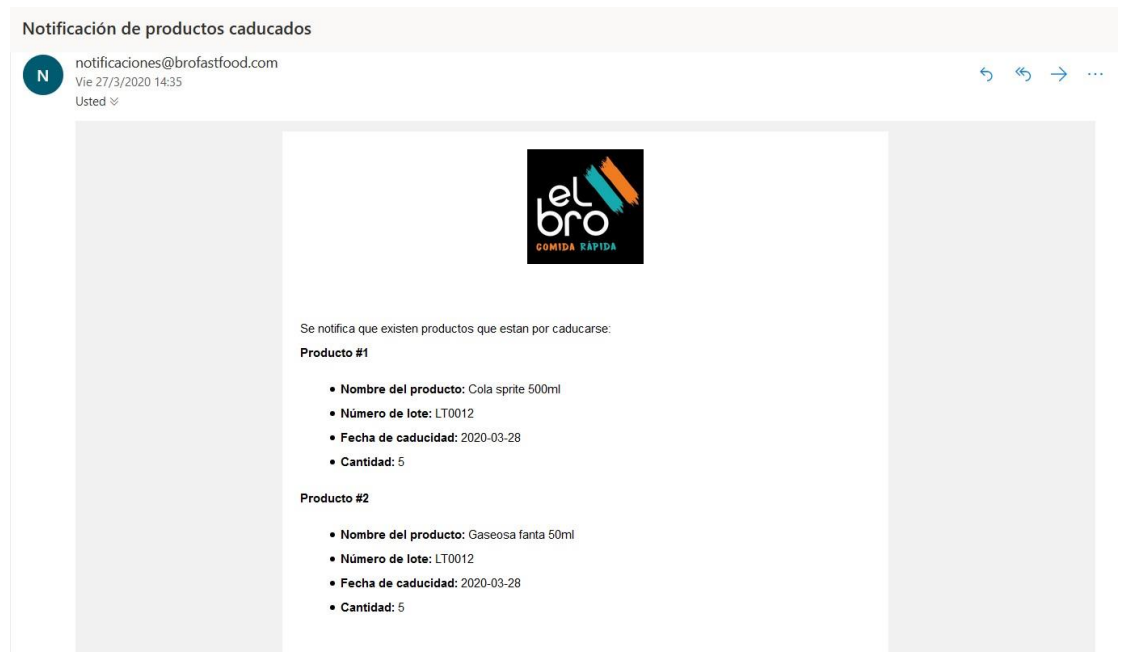 Notificación de productos caducados
N
notificaciones@brofastfood.com
Vie 27/3/2020 14:35
Usted
el
bro
COMIDA RÁPIDA
Se notifica que existen productos que estan por caducarse:
Producto #1
• Nombre del producto: Cola sprite 500ml
• Número de lote: LT0012
• Fecha de caducidad: 2020-03-28
• Cantidad: 5
Producto #2
• Nombre del producto: Gaseosa fanta 50ml
• Número de lote: LT0012
• Fecha de caducidad: 2020-03-28
• Cantidad: 5